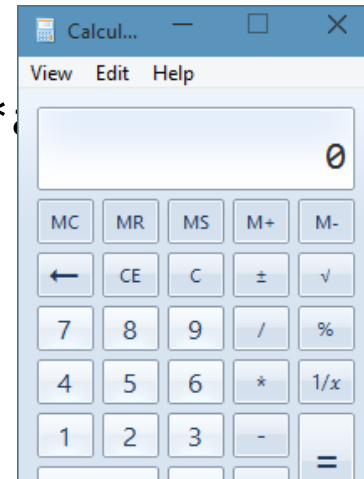 Calcul...
View Edit Help
0
MC MR MS M+ M-
← CE C ± √
7 8 9 / %
4 5 6 * 1/x
1 2 3 - =